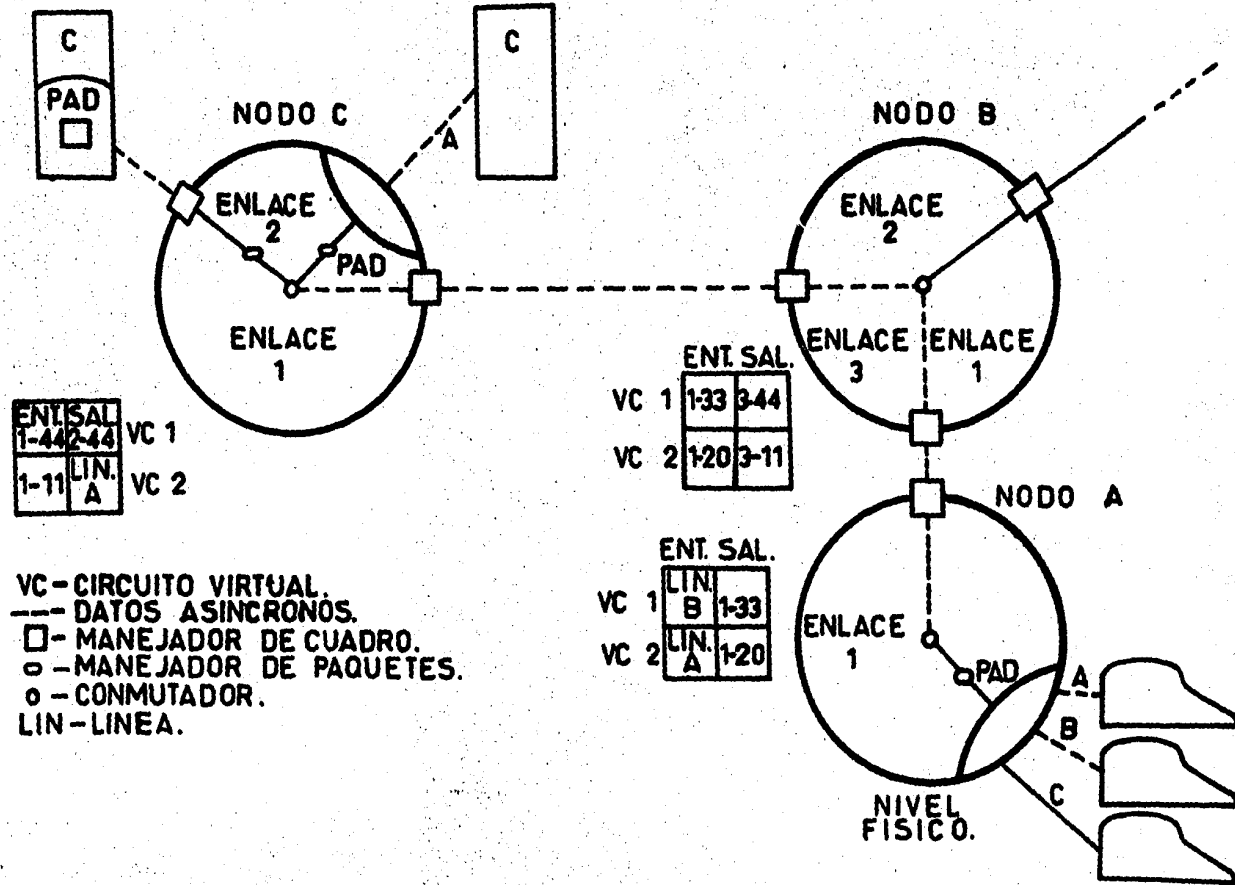 C
PAD
C
NODO C
A
ENLACE
2
PAD
ENLACE
1
NODO B
ENLACE
2
ENLACE
3
ENLACE
1
ENT. SAL.
VC 1 1-33 3-44
VC 2 1-20 3-11
ENT. SAL.
1-44 2-44 VC 1
1-11 LIN. A VC 2
NODO A
ENT. SAL.
VC 1 LIN. B 1-33
VC 2 LIN. A 1-20
ENLACE
1
PAD
A
B
C
NIVEL
FISICO.
VC - CIRCUITO VIRTUAL.
--- DATOS ASINCRONOS.
- MANEJADOR DE CUADRO.
- MANEJADOR DE PAQUETES.
- CONMUTADOR.
LIN - LINEA.